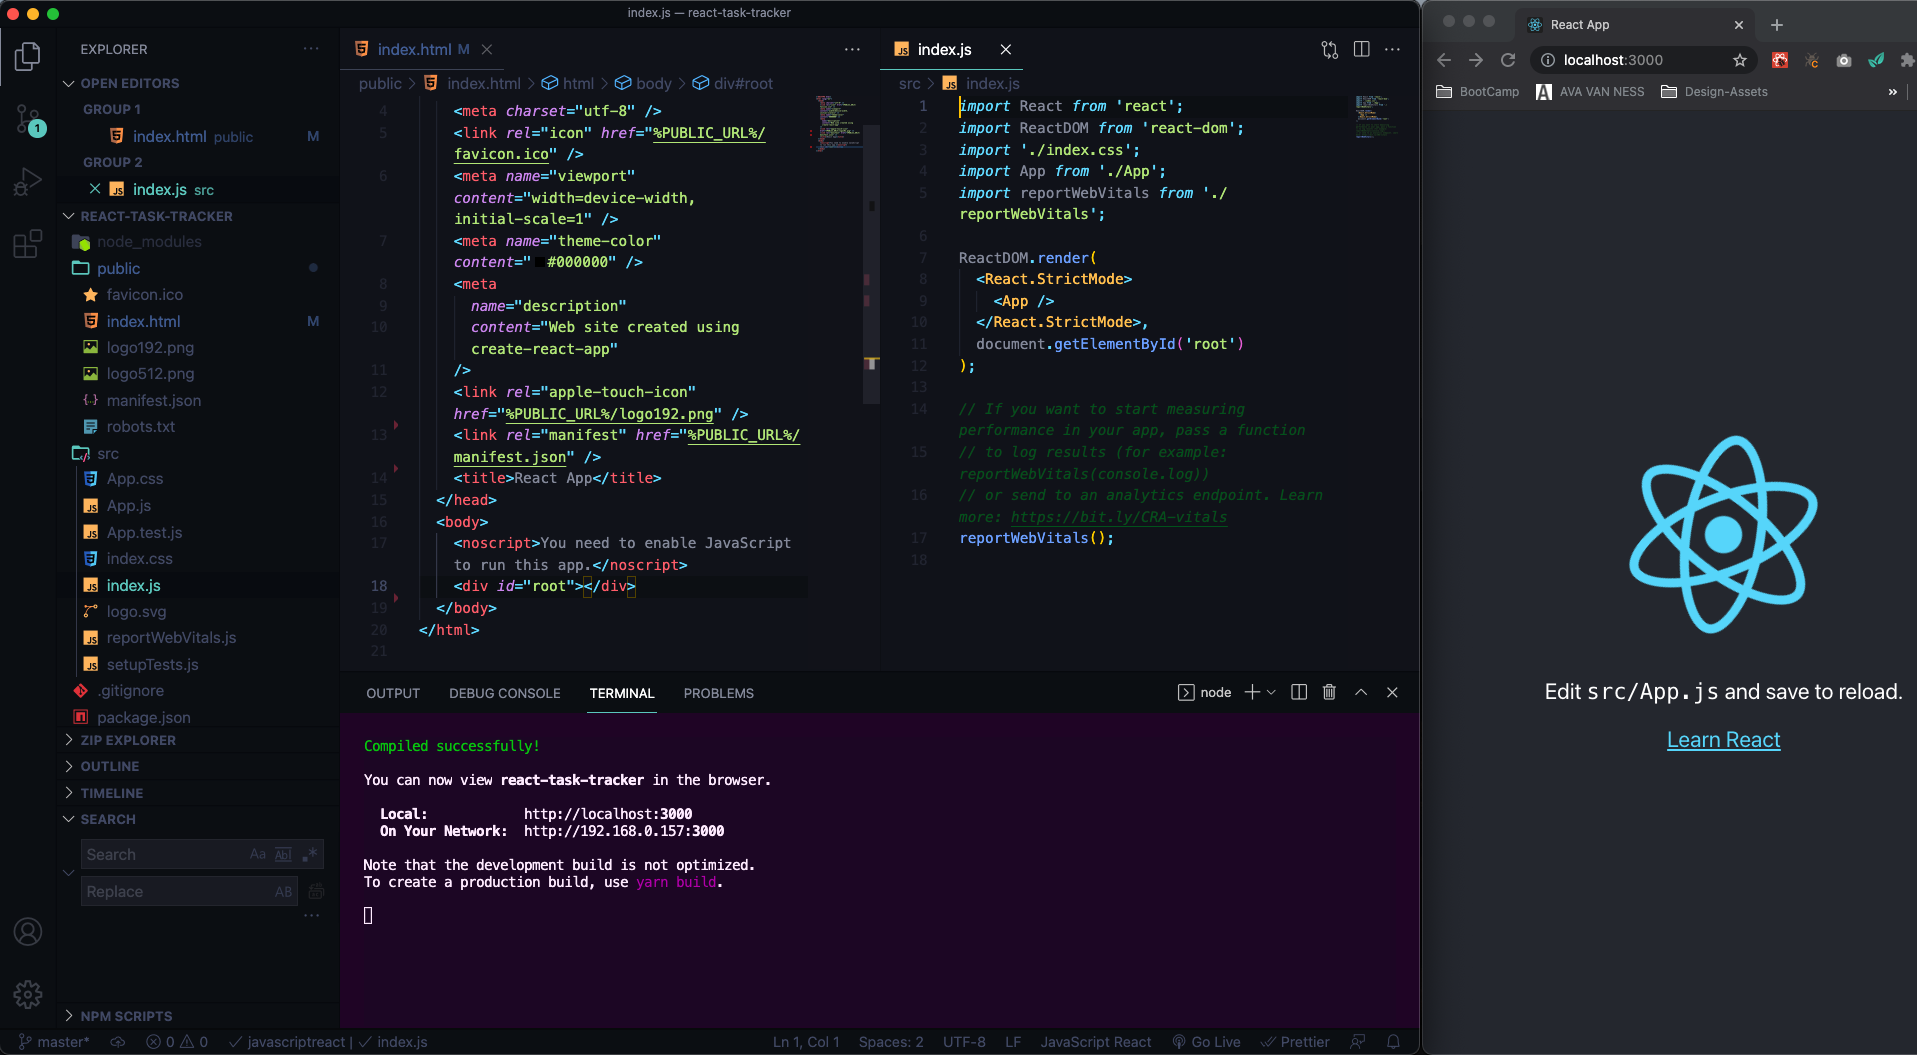 index.js — react-task-tracker
EXPLORER
OPEN EDITORS
GROUP 1
index.html public M
GROUP 2
index.js src
REACT-TASK-TRACKER
node_modules
public
favicon.ico
index.html M
logo192.png
logo512.png
manifest.json
robots.txt
src
App.css
App.js
App.test.js
index.css
index.js
logo.svg
reportWebVitals.js
setupTests.js
.gitignore
package.json
ZIP EXPLORER
OUTLINE
TIMELINE
SEARCH
Search Aa Abl .*
Replace AB
NPM SCRIPTS
1
index.html M
public > index.html > html > body > div#root
4 <meta charset="utf-8" />
5 <link rel="icon" href="%PUBLIC_URL%/
favicon.ico" />
6 <meta name="viewport"
content="width=device-width,
initial-scale=1" />
7 <meta name="theme-color"
content="#000000" />
8 <meta
9 name="description"
10 content="Web site created using
create-react-app"
11 />
12 <link rel="apple-touch-icon"
href="%PUBLIC_URL%/logo192.png" />
13 <link rel="manifest" href="%PUBLIC_URL%/
manifest.json" />
14 <title>React App</title>
15 </head>
16 <body>
17 <noscript>You need to enable JavaScript
to run this app.</noscript>
18 <div id="root"></div>
19 </body>
20 </html>
21
index.js
src > index.js
1 import React from 'react';
2 import ReactDOM from 'react-dom';
3 import './index.css';
4 import App from './App';
5 import reportWebVitals from './
reportWebVitals';
6
7 ReactDOM.render(
8 <React.StrictMode>
9 <App />
10 </React.StrictMode>,
11 document.getElementById('root')
12 );
13
14 // If you want to start measuring
performance in your app, pass a function
15 // to log results (for example:
reportWebVitals(console.log))
16 // or send to an analytics endpoint. Learn
more: https://bit.ly/CRA-vitals
17 reportWebVitals();
18
OUTPUT DEBUG CONSOLE TERMINAL PROBLEMS
node
Compiled successfully!
You can now view react-task-tracker in the browser.
Local: http://localhost:3000
On Your Network: http://192.168.0.157:3000
Note that the development build is not optimized.
To create a production build, use yarn build.
master* 0 0 javascriptreact | index.js
Ln 1, Col 1 Spaces: 2 UTF-8 LF JavaScript React Go Live Prettier
React App
localhost:3000
BootCamp AVA VAN NESS Design-Assets »
Edit src/App.js and save to reload.
Learn React